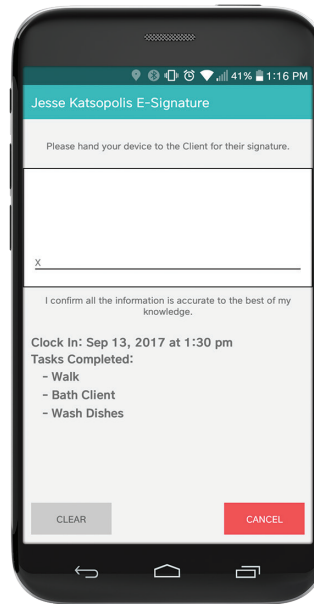 41% 1:16 PM
Jesse Katsopolis E-Signature
Please hand your device to the Client for their signature.
X
I confirm all the information is accurate to the best of my
knowledge.
Clock In: Sep 13, 2017 at 1:30 pm
Tasks Completed:
- Walk
- Bath Client
- Wash Dishes
CLEAR CANCEL